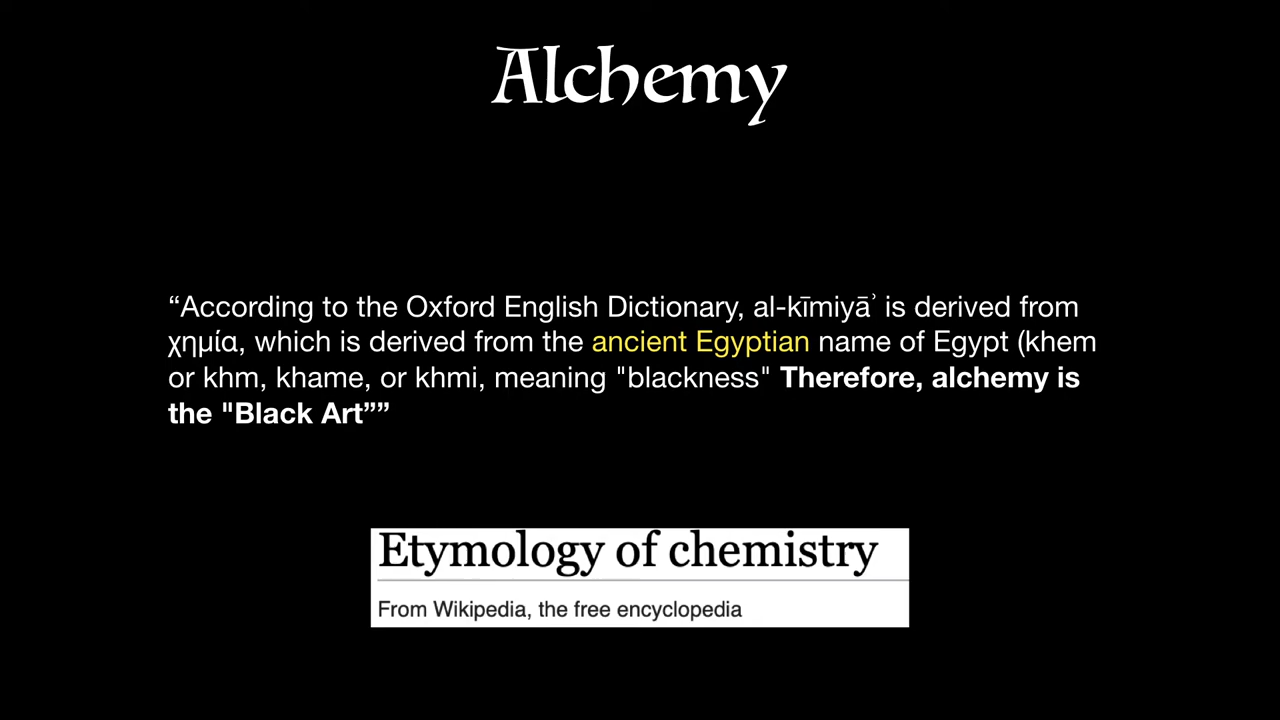 Alchemy
“According to the Oxford English Dictionary, al-kīmiyāʾ is derived from
χημία, which is derived from the ancient Egyptian name of Egypt (khem
or khm, khame, or khmi, meaning "blackness" Therefore, alchemy is
the "Black Art””
Etymology of chemistry
From Wikipedia, the free encyclopedia